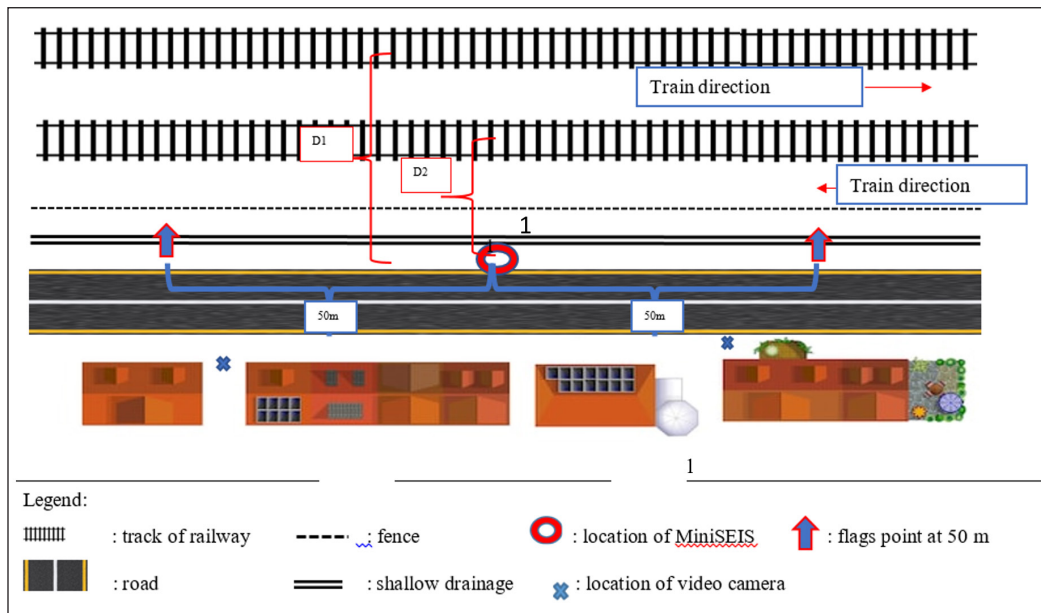 Train direction
D1
D2
Train direction
1
50m
50m
l
Legend:
: track of railway
: fence
: location of MiniSEIS
: flags point at 50 m
: road
: shallow drainage
: location of video camera